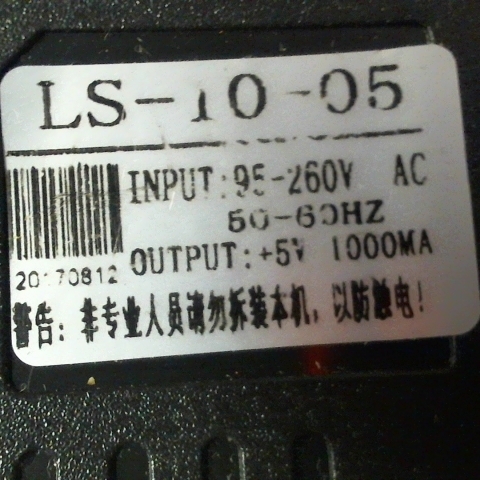 LS-10-05
INPUT:95-260V AC
50-60HZ
OUTPUT:+5V 1000MA
20170812
警告：非专业人员请勿拆装本机，以防触电！